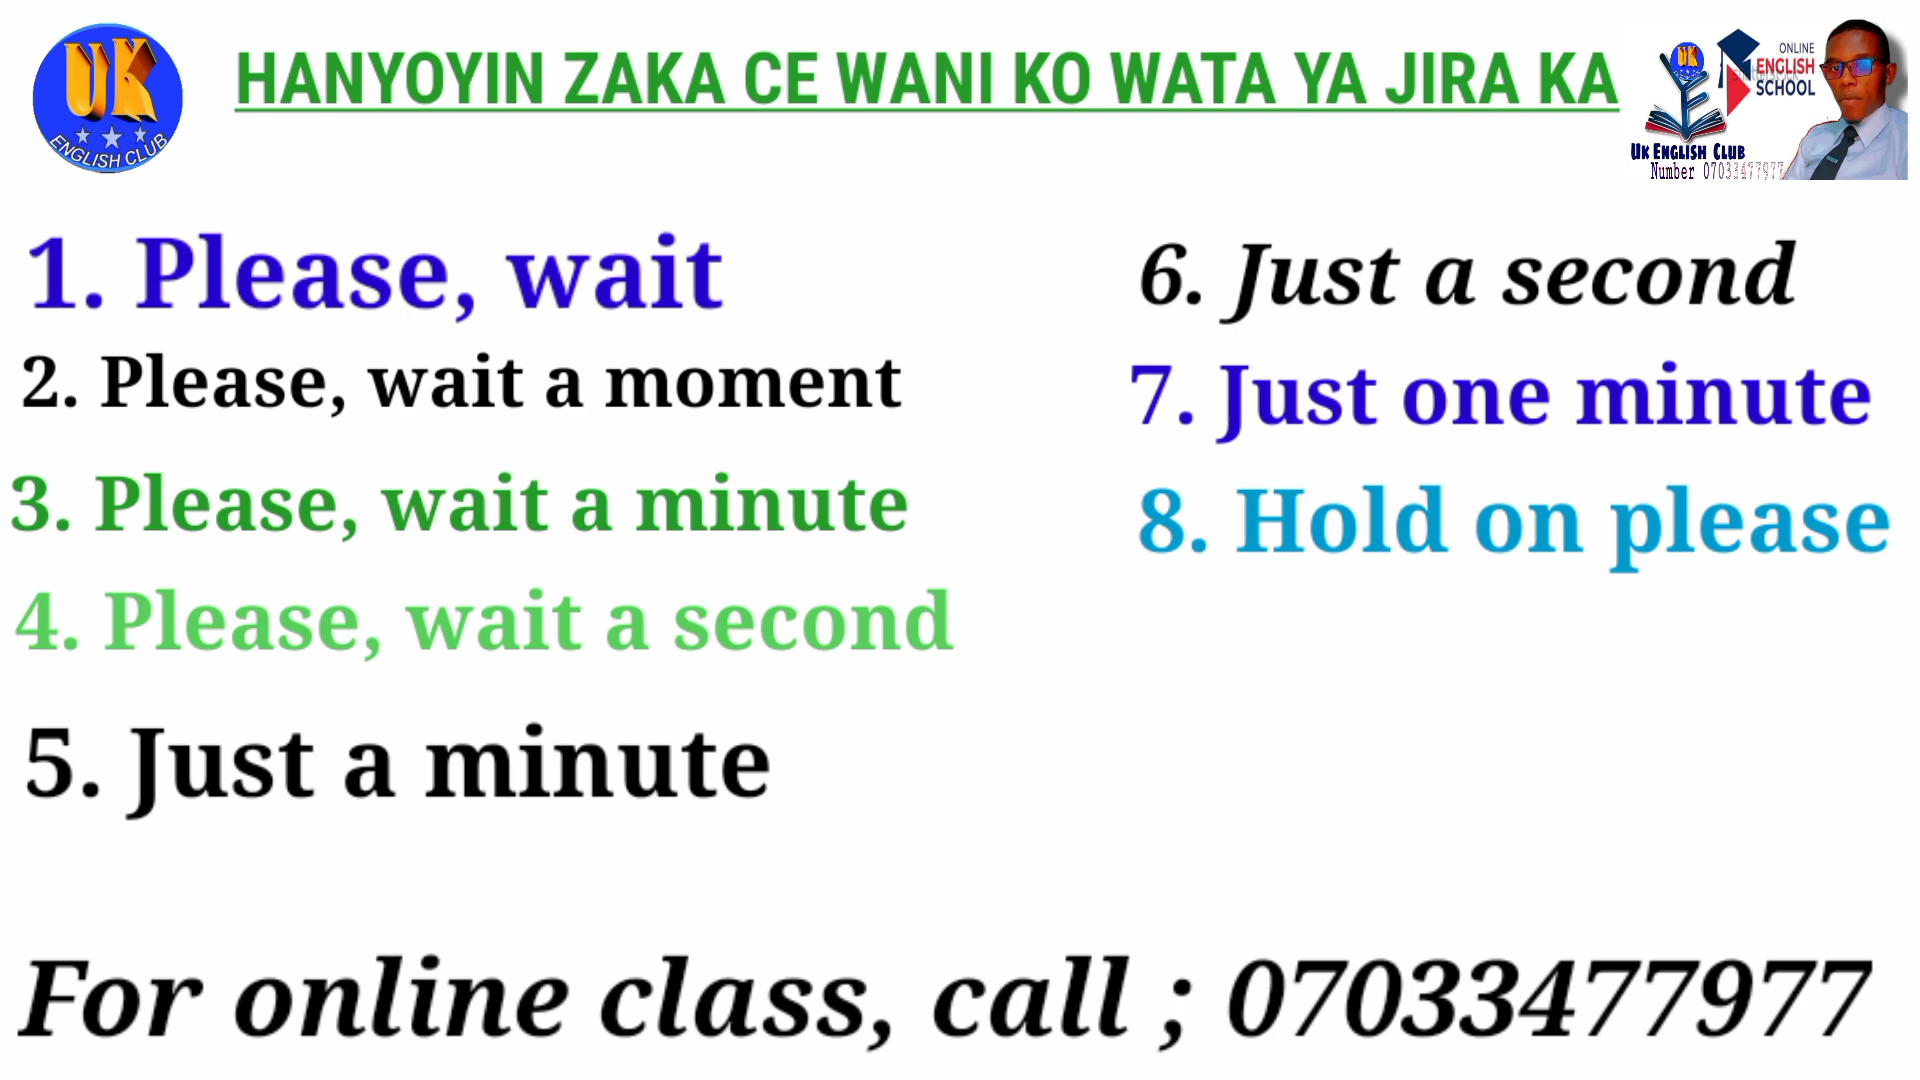 UK
ENGLISH CLUB
HANYOYIN ZAKA CE WANI KO WATA YA JIRA KA
ONLINE
ENGLISH
SCHOOL
UK ENGLISH CLUB
Number 07033477977
1. Please, wait
2. Please, wait a moment
3. Please, wait a minute
4. Please, wait a second
5. Just a minute
6. Just a second
7. Just one minute
8. Hold on please
For online class, call ; 07033477977